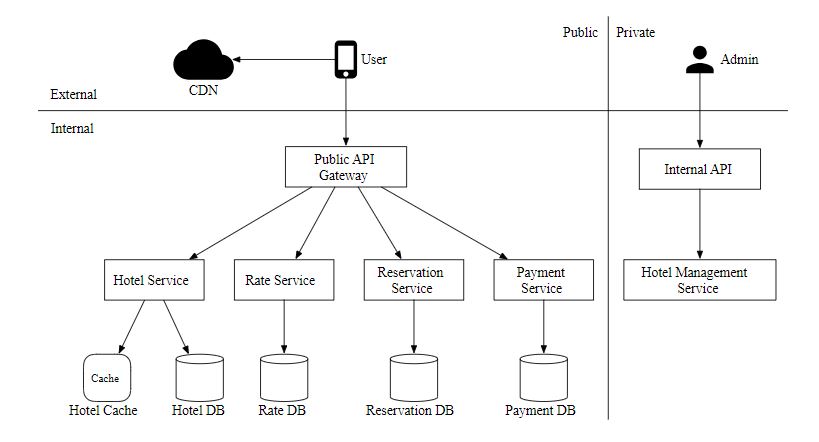 Public
Private
User
Admin
CDN
External
Internal
Public API
Gateway
Internal API
Hotel Service
Rate Service
Reservation
Service
Payment
Service
Hotel Management
Service
Cache
Hotel Cache
Hotel DB
Rate DB
Reservation DB
Payment DB